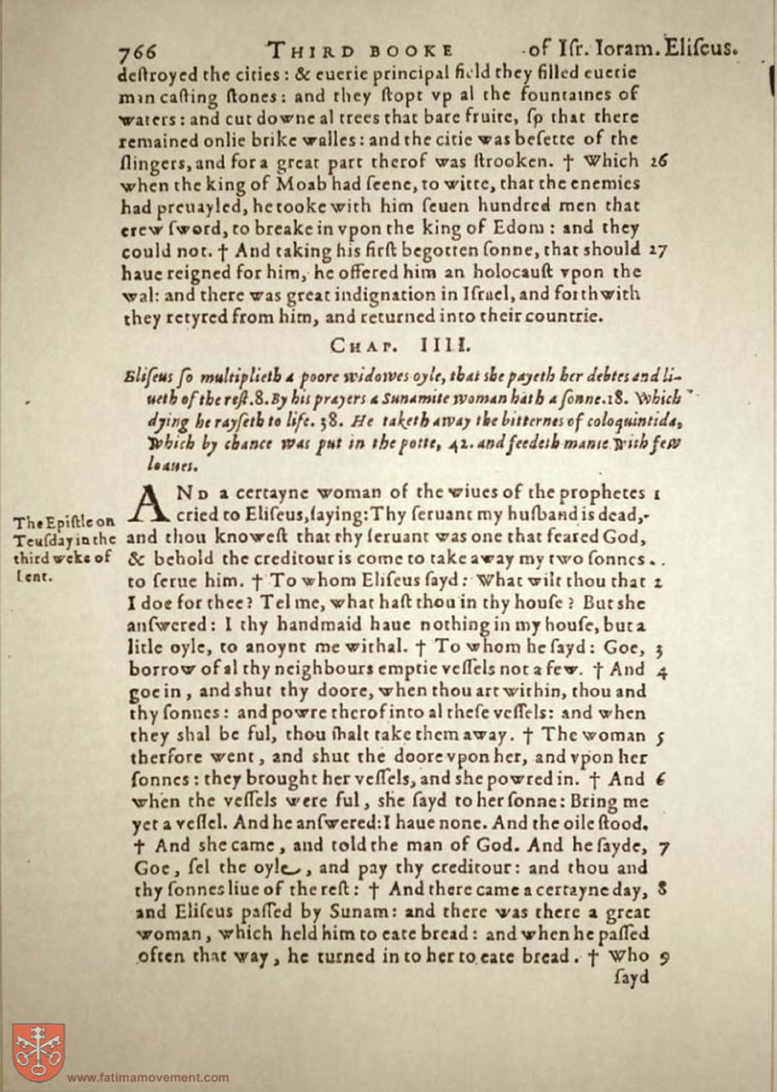 766 THIRD BOOKE of Iſr. Ioram. Eliſeus.
deſtroyed the cities : & euerie principal field they filled euerie
man caſting ſtones : and they ſtopt vp al the fountaines of
waters : and cut downe al trees that bare fruite, ſo that there
remained onlie brike walles : and the citie was beſette of the
ſlingers, and for a great part therof was ſtrooken. † Which 26
when the king of Moab had ſeene, to witte, that the enemies
had preuayled, he tooke with him ſeuen hundred men that
drew ſword, to breake in vpon the king of Edom : and they
could not. † And taking his firſt begotten ſonne, that should 27
haue reigned for him, he offered him an holocauſt vpon the
wal: and there was great indignation in Iſrael, and forthwith
they retyred from him, and returned into their countrie.
CHAP. IIII.
Eliſeus ſo multiplieth a poore widowes oyle, that she payeth her debtes and li-
ueth of the reſt. 8. By his prayers a Sunamite woman hath a ſonne. 18. Which
dying he rayſeth to life. 38. He taketh away the bitternes of coloquintida,
Which by chance was put in the potte, 42. and feedeth manie with few
loaues.
AND a certayne woman of the wiues of the prophetes 1
cried to Eliſeus, ſaying: Thy ſeruant my huſband is dead,
The Epiſtle on
Teuſday in the
third weke of
Lent.
and thou knoweſt that thy ſeruant was one that feared God,
& behold the creditour is come to take away my two ſonnes
to ſerue him. † To whom Eliſeus ſayd: What wilt thou that 2
I doe for thee? Tel me, what haſt thou in thy houſe ? But she
anſwered : I thy handmaid haue nothing in my houſe, but a
litle oyle, to anoynt me withal. † To whom he ſayd : Goe, 3
borrow of al thy neighbours emptie veſſels not a few. † And 4
goe in , and shut thy doore, when thou art within, thou and
thy ſonnes : and powre therof into al theſe veſſels: and when
they shal be ful, thou ſhalt take them away. † The woman 5
therfore went , and shut the doore vpon her, and vpon her
ſonnes : they brought her veſſels, and she powred in. † And 6
when the veſſels were ful , she ſayd to her ſonne: Bring me
yet a veſſel. And he anſwered: I haue none. And the oile ſtood.
† And she came, and told the man of God. And he ſayde, 7
Goe , ſel the oyle , and pay thy creditour : and thou and
thy ſonnes liue of the reſt : † And there came a certayne day, 8
and Eliſeus paſſed by Sunam: and there was there a great
woman , which held him to eate bread : and when he paſſed
often that way , he turned in to her to eate bread . † Who 9
ſayd
www.fatimamovement.com